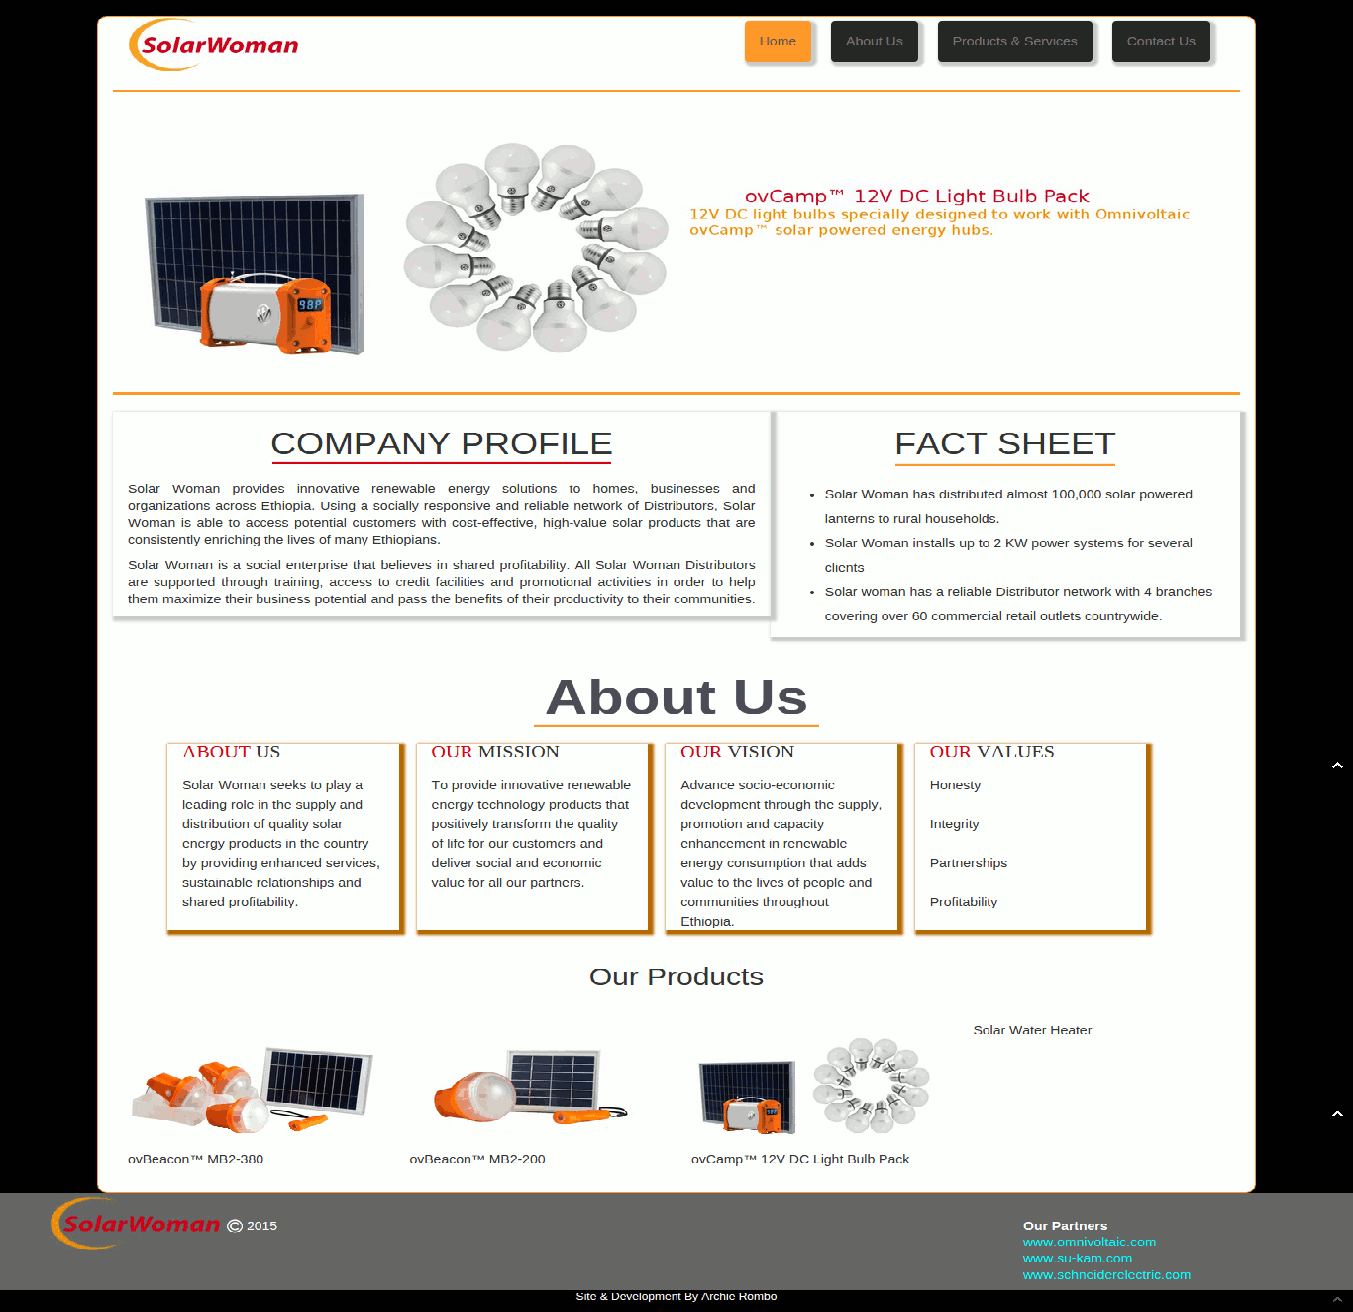 SolarWoman
Home
About Us
Products & Services
Contact Us
98P
ovCamp™ 12V DC Light Bulb Pack
12V DC light bulbs specially designed to work with Omnivoltaic
ovCamp™ solar powered energy hubs.
COMPANY PROFILE
Solar Woman provides innovative renewable energy solutions to homes, businesses and
organizations across Ethiopia. Using a socially responsive and reliable network of Distributors, Solar
Woman is able to access potential customers with cost-effective, high-value solar products that are
consistently enriching the lives of many Ethiopians.
Solar Woman is a social enterprise that believes in shared profitability. All Solar Woman Distributors
are supported through training, access to credit facilities and promotional activities in order to help
them maximize their business potential and pass the benefits of their productivity to their communities.
FACT SHEET
• Solar Woman has distributed almost 100,000 solar powered
lanterns to rural households.
• Solar Woman installs up to 2 KW power systems for several
clients
• Solar woman has a reliable Distributor network with 4 branches
covering over 60 commercial retail outlets countrywide.
About Us
ABOUT US
Solar Woman seeks to play a
leading role in the supply and
distribution of quality solar
energy products in the country
by providing enhanced services,
sustainable relationships and
shared profitability.
OUR MISSION
To provide innovative renewable
energy technology products that
positively transform the quality
of life for our customers and
deliver social and economic
value for all our partners.
OUR VISION
Advance socio-economic
development through the supply,
promotion and capacity
enhancement in renewable
energy consumption that adds
value to the lives of people and
communities throughout
Ethiopia.
OUR VALUES
Honesty
Integrity
Partnerships
Profitability
Our Products
ovBeacon™ MB2-380
ovBeacon™ MB2-200
ovCamp™ 12V DC Light Bulb Pack
Solar Water Heater
SolarWoman © 2015
Our Partners
www.omnivoltaic.com
www.su-kam.com
www.schneiderelectric.com
Site & Development By Archie Rombo